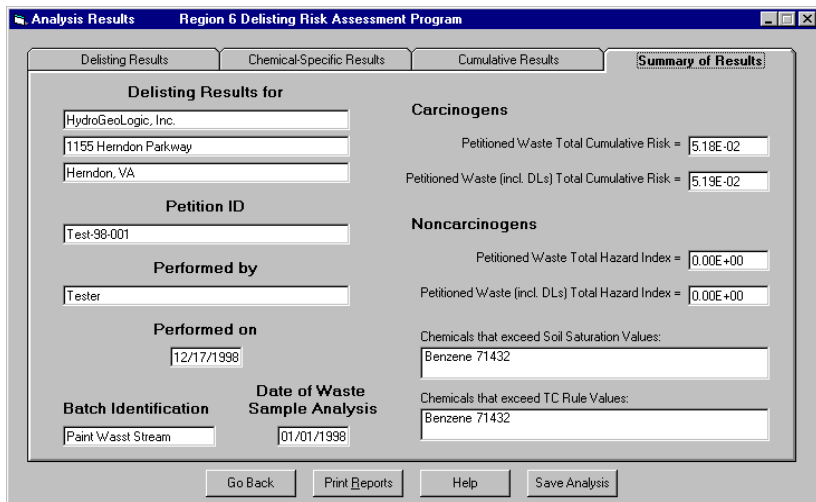 Analysis Results Region 6 Delisting Risk Assessment Program
Delisting Results
Chemical-Specific Results
Cumulative Results
Summary of Results
Delisting Results for
HydroGeoLogic, Inc.
1155 Herndon Parkway
Herndon, VA
Petition ID
Test-98-001
Performed by
Tester
Performed on
12/17/1998
Batch Identification
Paint Wasst Stream
Date of Waste
Sample Analysis
01/01/1998
Carcinogens
Petitioned Waste Total Cumulative Risk = 5.18E-02
Petitioned Waste (incl. DLs) Total Cumulative Risk = 5.19E-02
Noncarcinogens
Petitioned Waste Total Hazard Index = 0.00E+00
Petitioned Waste (incl. DLs) Total Hazard Index = 0.00E+00
Chemicals that exceed Soil Saturation Values:
Benzene 71432
Chemicals that exceed TC Rule Values:
Benzene 71432
Go Back
Print Reports
Help
Save Analysis